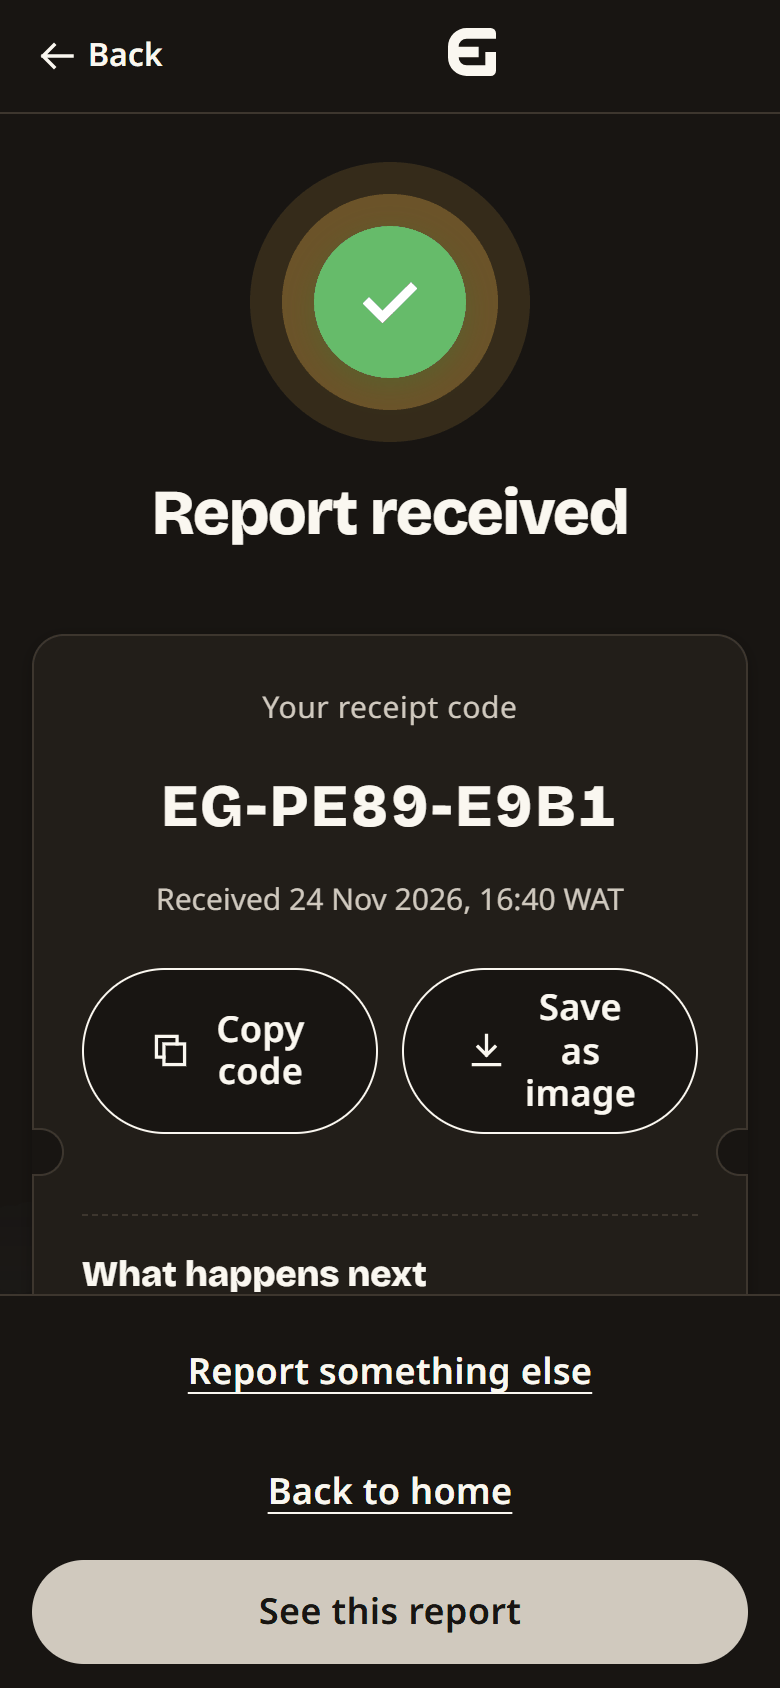 Back
EG
Report received
Your receipt code
EG-PE89-E9B1
Received 24 Nov 2026, 16:40 WAT
Copy
code
Save
as
image
What happens next
Report something else
Back to home
See this report